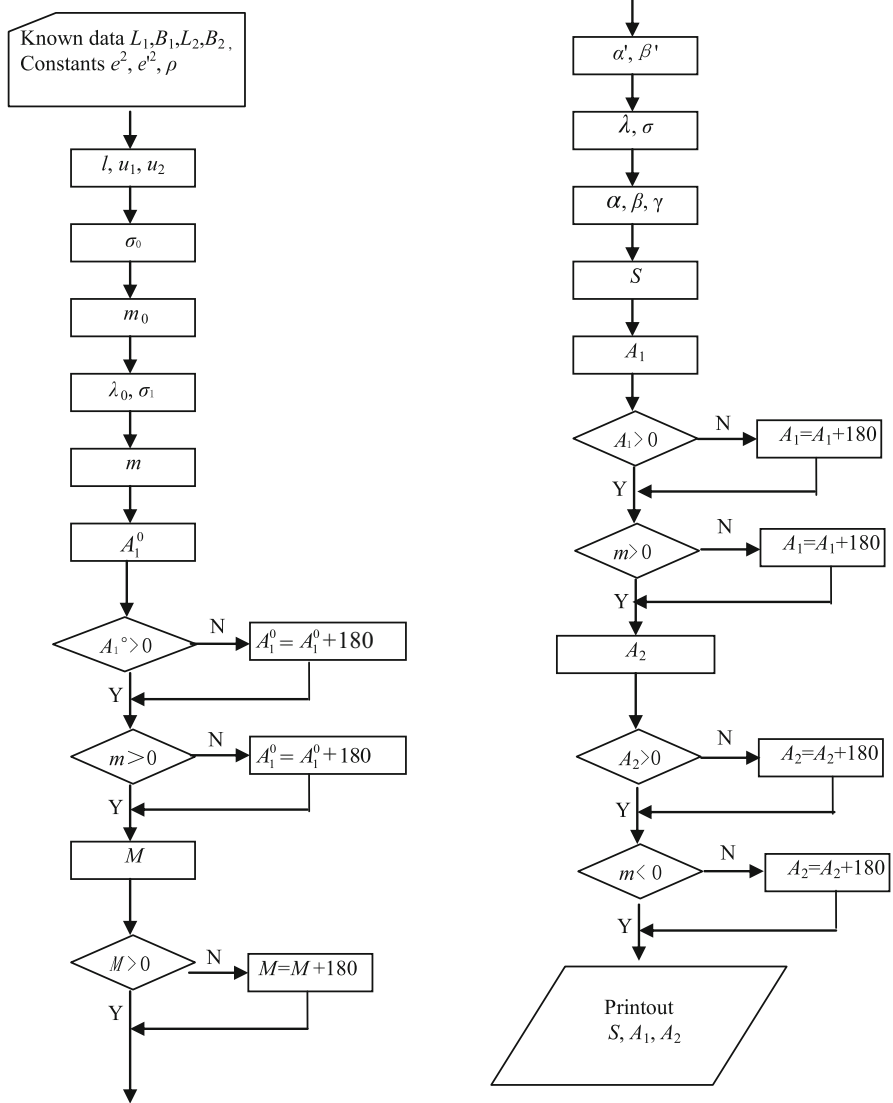 Known data L₁,B₁,L₂,B₂,
Constants e², e'², ρ
l, u₁, u₂
σ₀
m₀
λ₀, σ₁
m
A₁⁰
A₁°>0
N
A₁⁰= A₁⁰+180
Y
m>0
N
A₁⁰= A₁⁰+180
Y
M
M>0
N
M=M+180
Y
α', β'
λ, σ
α, β, γ
S
A₁
A₁>0
N
A₁=A₁+180
Y
m>0
N
A₁=A₁+180
Y
A₂
A₂>0
N
A₂=A₂+180
Y
m<0
N
A₂=A₂+180
Y
Printout
S, A₁, A₂